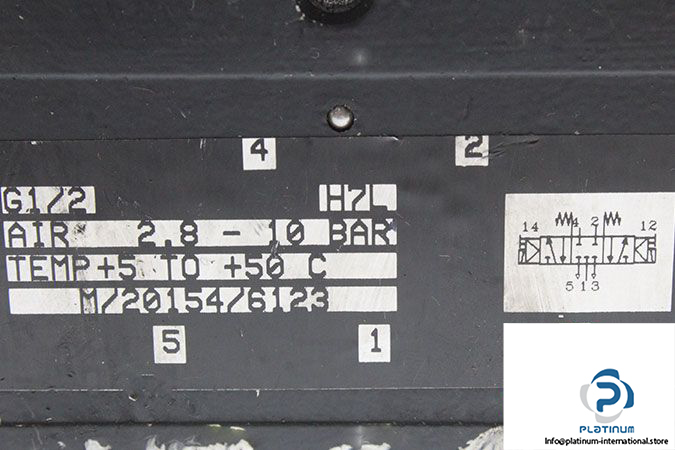 4 2
G1/2 H7L
AIR 2,8 - 10 BAR
TEMP +5 TO +50 C
M/20154/6123
5 1
14 4 2 12
5 1 3
PLATINUM
Info@platinum-international.store